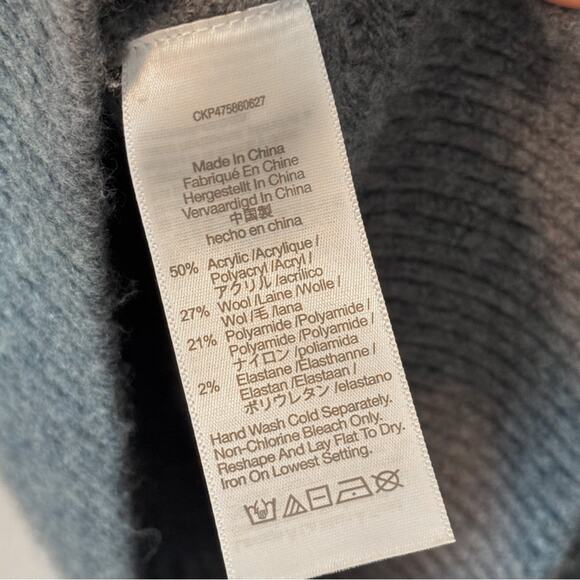 CKP475860627
Made In China
Fabriqué En Chine
Hergestellt In China
Vervaardigd In China
中国製
hecho en china
50% Acrylic /Acrylique /
Polyacryl /Acryl /
アクリル /acrílico
27% Wool /Laine /Wolle /
Wol /毛 /lana
21% Polyamide /Polyamide /
Polyamide /Polyamide /
ナイロン /poliamida
2% Elastane /Elasthanne /
Elastan /Elastaan /
ポリウレタン /elastano
Hand Wash Cold Separately.
Non-Chlorine Bleach Only.
Reshape And Lay Flat To Dry.
Iron On Lowest Setting.